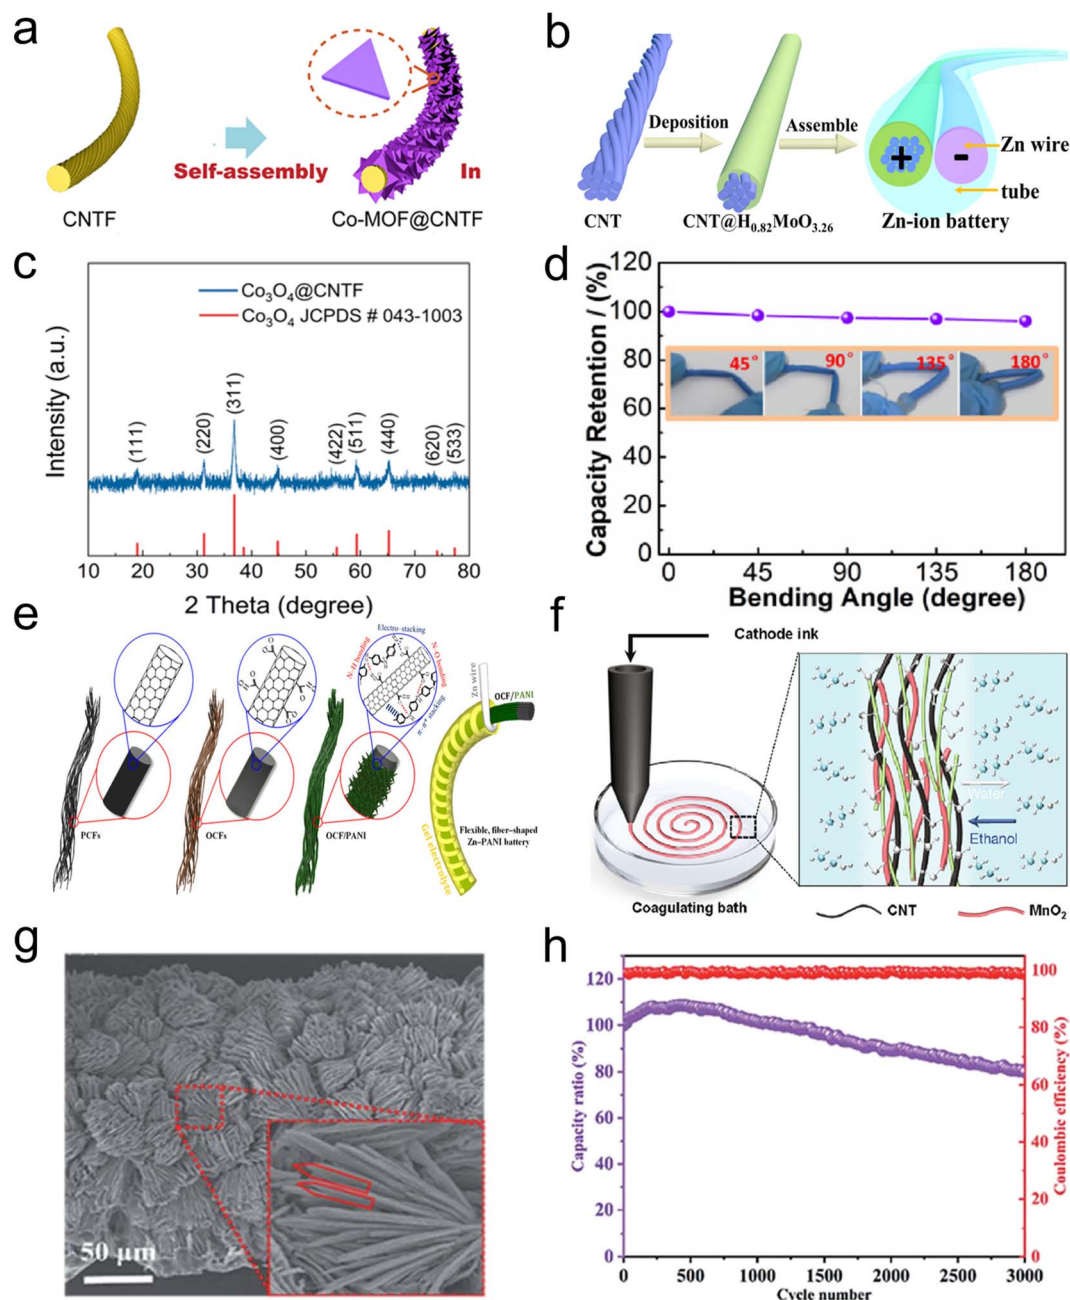 a
CNTF
Self-assembly
In
Co-MOF@CNTF
b
Deposition
Assemble
CNT
CNT@H0.82MoO3.26
+
-
Zn wire
tube
Zn-ion battery
c
Intensity (a.u.)
Co3O4@CNTF
Co3O4 JCPDS # 043-1003
(111)
(220)
(311)
(400)
(422)
(511)
(440)
(620)
(533)
10 20 30 40 50 60 70 80
2 Theta (degree)
d
Capacity Retention / (%)
120
100
80
60
40
20
0
45°
90°
135°
180°
0 45 90 135 180
Bending Angle (degree)
e
PCFs
OCFs
OCF/PANI
Electro-stacking
N-H bonding
N-O bonding
π-π* stacking
Zn wire
OCF/PANI
Gel electrolyte
Flexible, fiber-shaped
Zn-PANI battery
f
Cathode ink
Coagulating bath
Water
Ethanol
CNT
MnO2
g
50 μm
h
Capacity ratio (%)
120
100
80
60
40
20
0
Coulombic efficiency (%)
100
80
60
40
20
0
0 500 1000 1500 2000 2500 3000
Cycle number